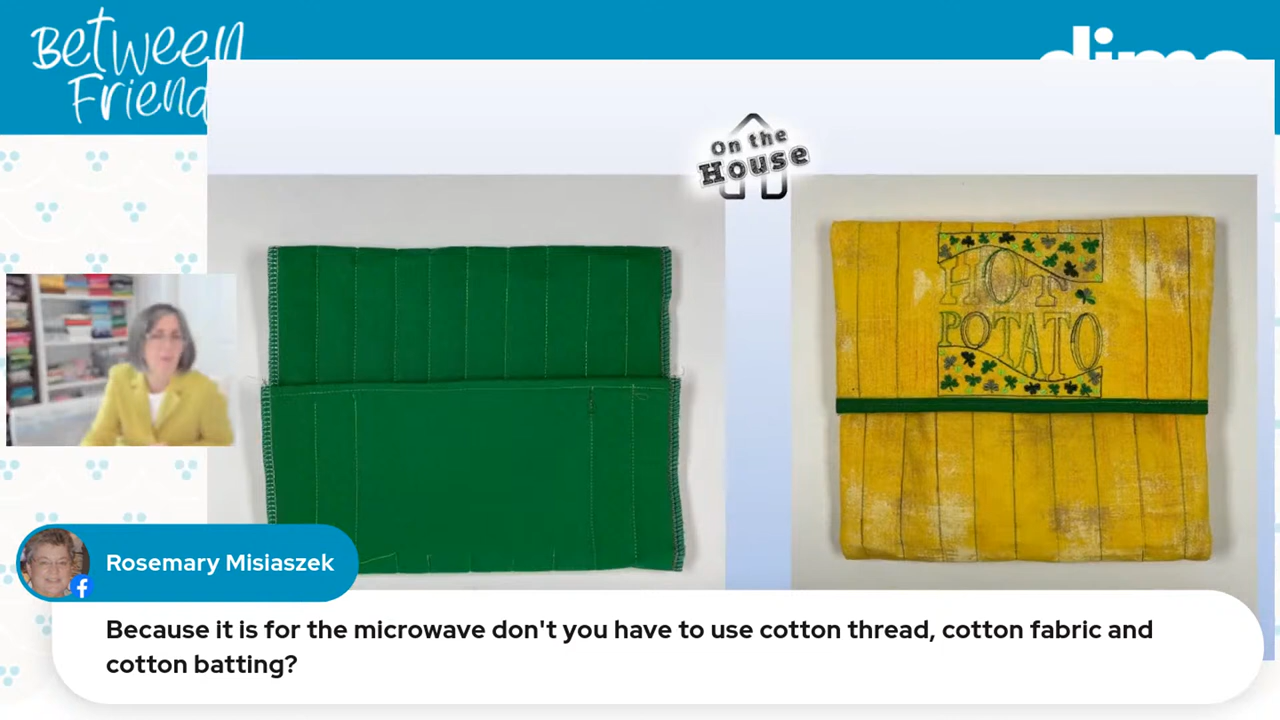 Between
Friend
dime
On the
House
HOT
POTATO
Rosemary Misiaszek
Because it is for the microwave don't you have to use cotton thread, cotton fabric and
cotton batting?